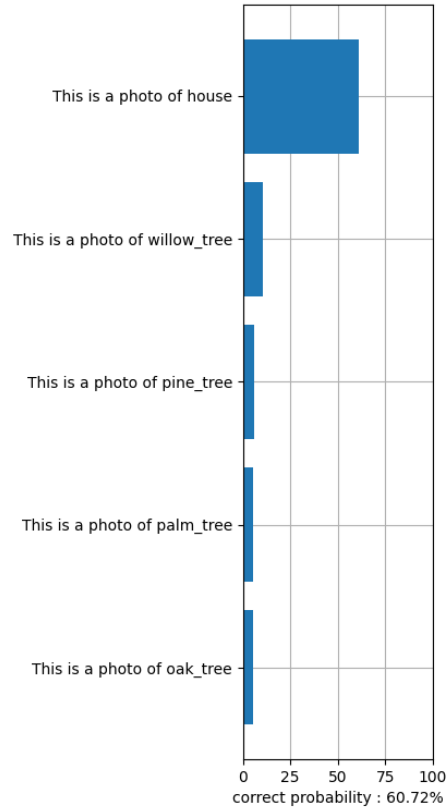 This is a photo of house
This is a photo of willow_tree
This is a photo of pine_tree
This is a photo of palm_tree
This is a photo of oak_tree
0 25 50 75 100
correct probability : 60.72%